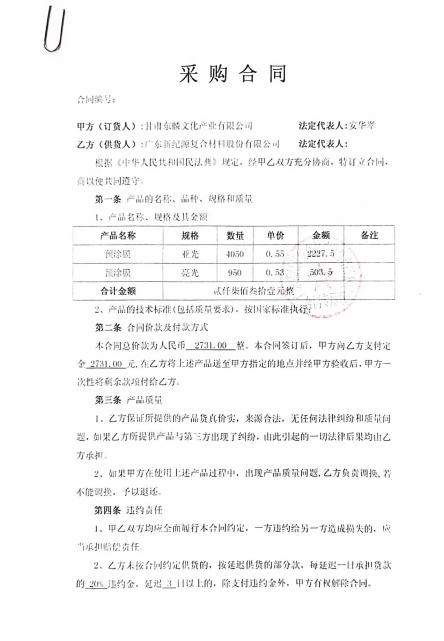 采购合同
合同编号：
甲方（订货人）:甘肃东麟文化产业有限公司 法定代表人:安华翠
乙方（供货人）:广东新纪源复合材料股份有限公司 法定代表人:
根据《中华人民共和国民法典》规定，经甲乙双方充分协商，特订立合同，
商以便共同遵守。
第一条 产品的名称、品种、规格和质量
1、产品名称、规格及其金额
产品名称 规格 数量 单价 金额 备注
预涂膜 亚光 4050 0.55 2227.5
预涂膜 亮光 950 0.53 503.5
合计金额 贰仟柒佰叁拾壹元整
2、产品的技术标准(包括质量要求)，按国家标准执行
第二条 合同价款及付款方式
本合同总价款为人民币 2731.00 整。本合同签订后，甲方向乙方支付定
金 2731.00 元,在乙方将上述产品送至甲方指定的地点并经甲方验收后,甲方一
次性将剩余款项付给乙方。
第三条 产品质量
1、乙方保证所提供的产品货真价实，来源合法，无任何法律纠纷和质量问
题,如果乙方所提供产品与第三方出现了纠纷，由此引起的一切法律后果均由乙
方承担。
2、如果甲方在使用上述产品过程中，出现产品质量问题,乙方负责调换,若
不能调换，予以退还。
第四条 违约责任
1、甲乙双方均应全面履行本合同约定，一方违约给另一方造成损失的，应
当承担赔偿责任。
2、乙方未按合同约定供货的，按延迟供货的部分款，每延迟一日承担货款
的 20% 违约金，延迟 3 日以上的，除支付违约金外，甲方有权解除合同。